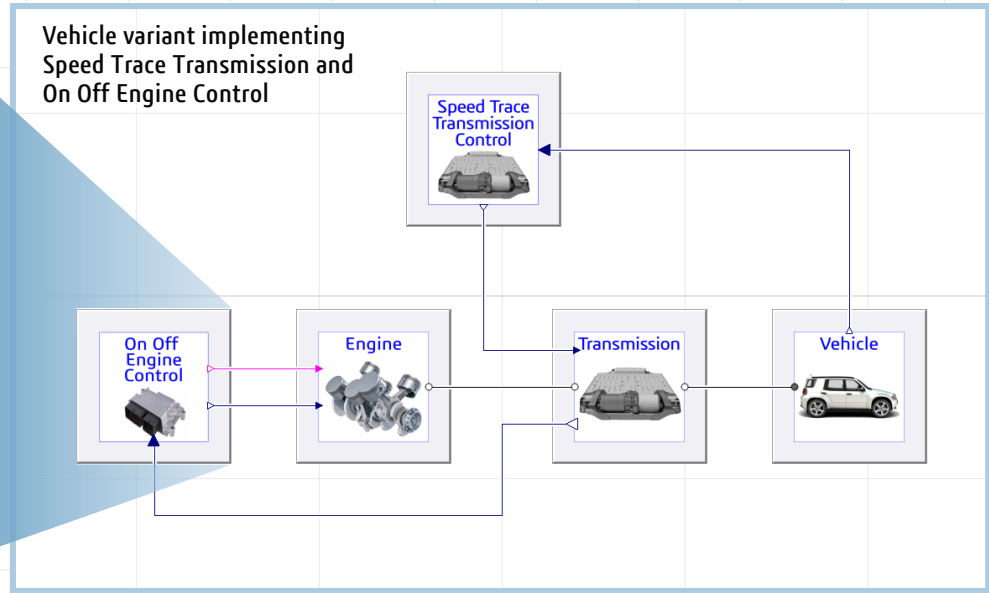 Vehicle variant implementing
Speed Trace Transmission and
On Off Engine Control
Speed Trace
Transmission
Control
On Off
Engine
Control
Engine
Transmission
Vehicle